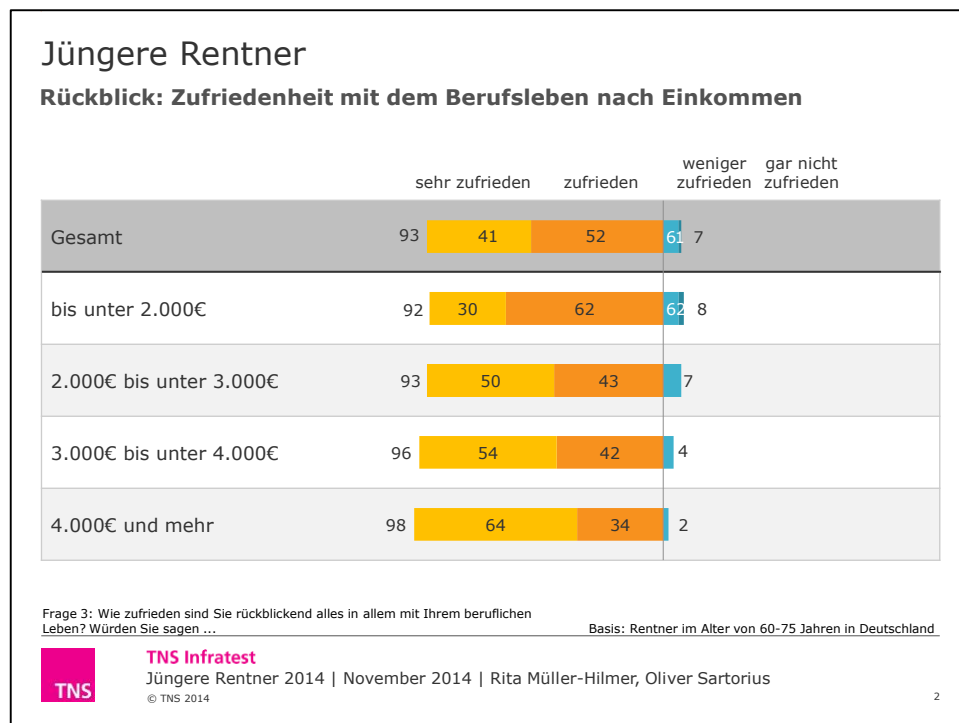 Jüngere Rentner
Rückblick: Zufriedenheit mit dem Berufsleben nach Einkommen
sehr zufrieden zufrieden weniger zufrieden gar nicht zufrieden
Gesamt 93 41 52 6 1 7
bis unter 2.000€ 92 30 62 6 2 8
2.000€ bis unter 3.000€ 93 50 43 7
3.000€ bis unter 4.000€ 96 54 42 4
4.000€ und mehr 98 64 34 2
Frage 3: Wie zufrieden sind Sie rückblickend alles in allem mit Ihrem beruflichen
Leben? Würden Sie sagen ...
Basis: Rentner im Alter von 60-75 Jahren in Deutschland
TNS
TNS Infratest
Jüngere Rentner 2014 | November 2014 | Rita Müller-Hilmer, Oliver Sartorius
© TNS 2014
2